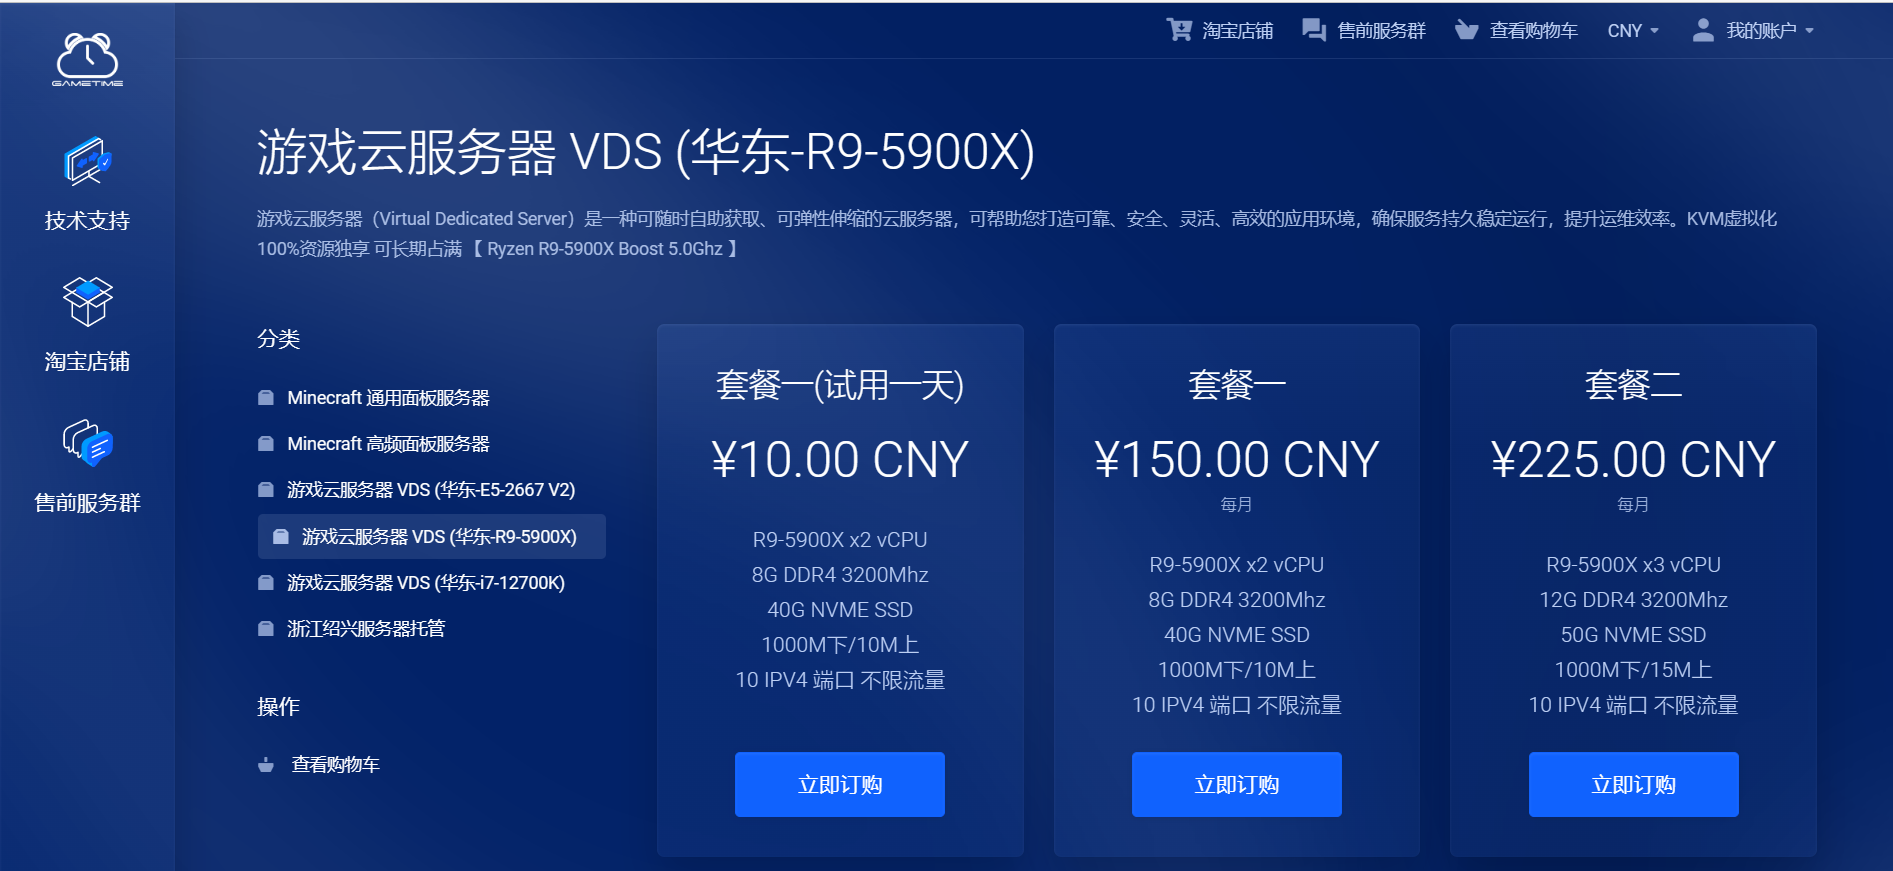 淘宝店铺 售前服务群 查看购物车 CNY 我的账户
GAMETIME
技术支持
淘宝店铺
售前服务群
游戏云服务器 VDS (华东-R9-5900X)
游戏云服务器（Virtual Dedicated Server）是一种可随时自助获取、可弹性伸缩的云服务器，可帮助您打造可靠、安全、灵活、高效的应用环境，确保服务持久稳定运行，提升运维效率。KVM虚拟化
100%资源独享 可长期占满 【 Ryzen R9-5900X Boost 5.0Ghz 】
分类
Minecraft 通用面板服务器
Minecraft 高频面板服务器
游戏云服务器 VDS (华东-E5-2667 V2)
游戏云服务器 VDS (华东-R9-5900X)
游戏云服务器 VDS (华东-i7-12700K)
浙江绍兴服务器托管
操作
查看购物车
套餐一(试用一天)
¥10.00 CNY
R9-5900X x2 vCPU
8G DDR4 3200Mhz
40G NVME SSD
1000M下/10M上
10 IPV4 端口 不限流量
立即订购
套餐一
¥150.00 CNY
每月
R9-5900X x2 vCPU
8G DDR4 3200Mhz
40G NVME SSD
1000M下/10M上
10 IPV4 端口 不限流量
立即订购
套餐二
¥225.00 CNY
每月
R9-5900X x3 vCPU
12G DDR4 3200Mhz
50G NVME SSD
1000M下/15M上
10 IPV4 端口 不限流量
立即订购